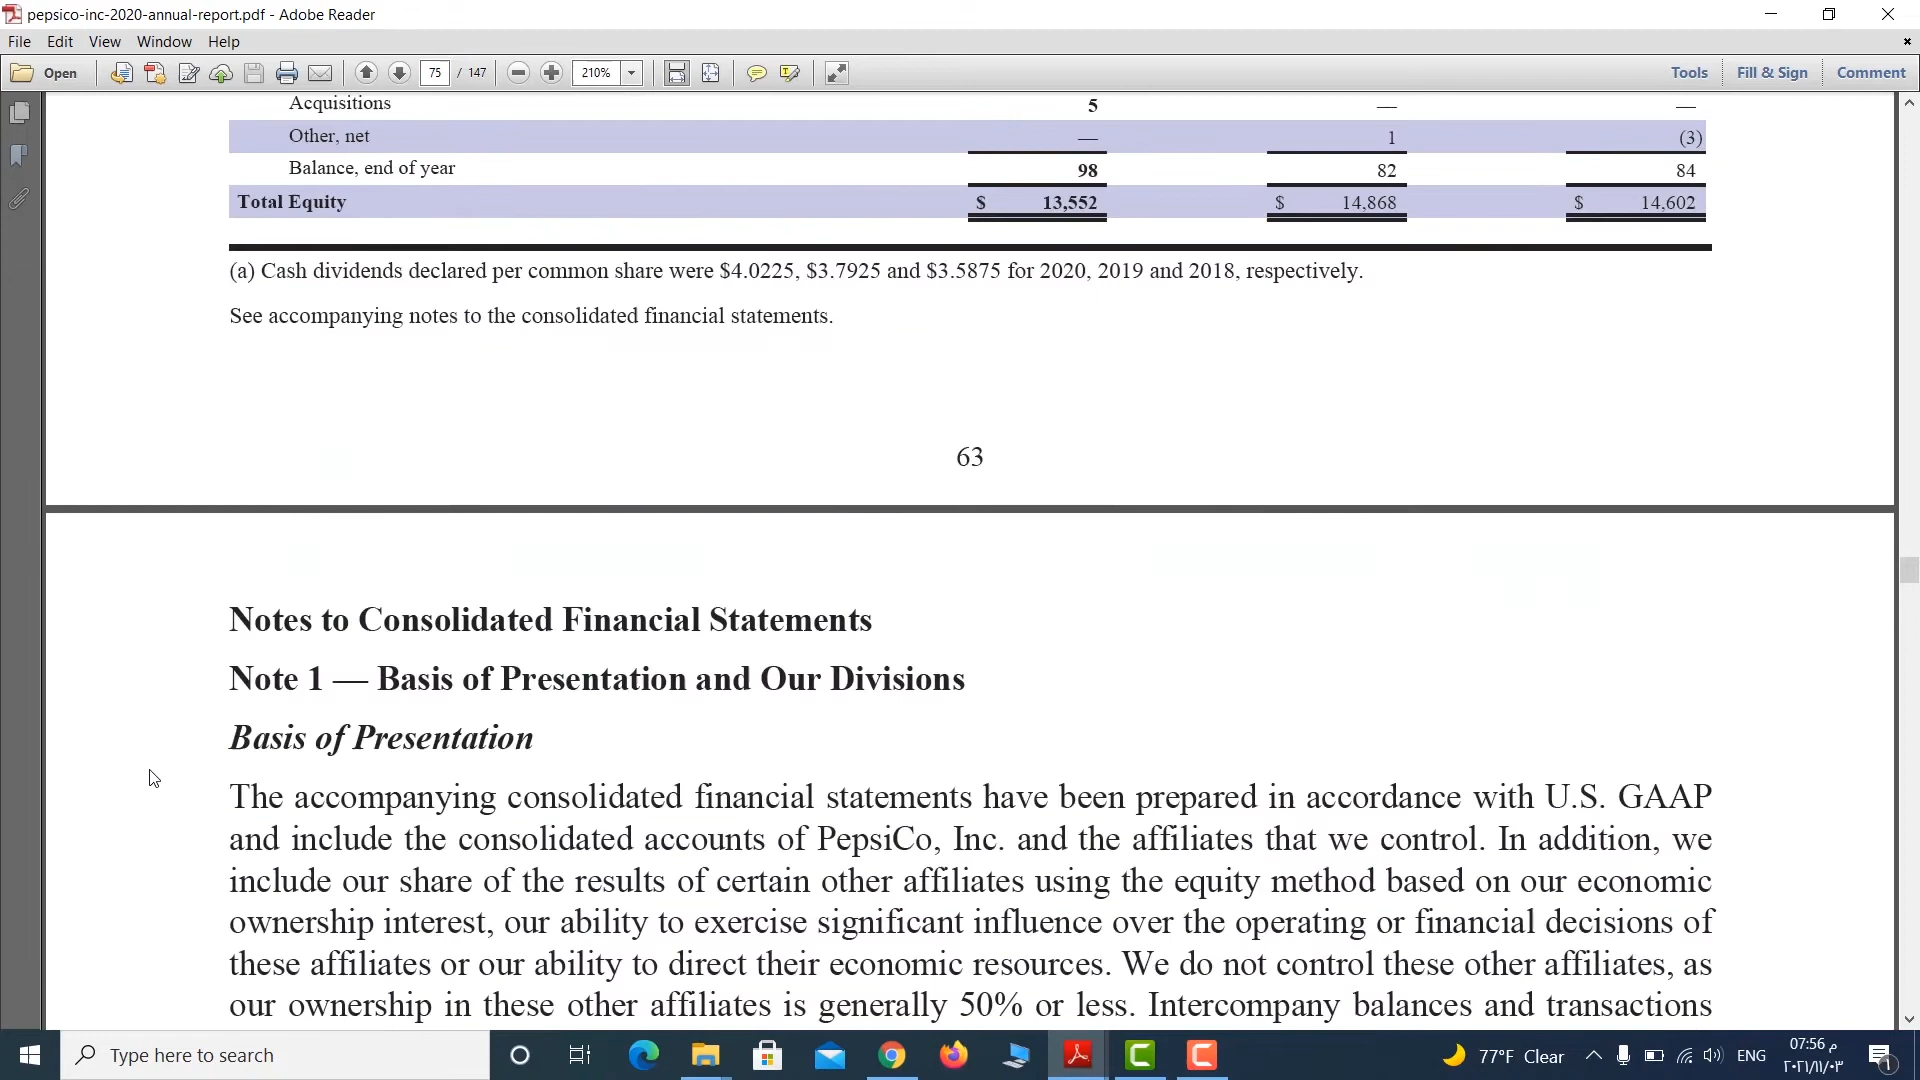 pepsico-inc-2020-annual-report.pdf - Adobe Reader
File Edit View Window Help
Open 75 / 147 210% Tools Fill & Sign Comment
Acquisitions 5 — —
Other, net — 1 (3)
Balance, end of year 98 82 84
Total Equity $ 13,552 $ 14,868 $ 14,602
(a) Cash dividends declared per common share were $4.0225, $3.7925 and $3.5875 for 2020, 2019 and 2018, respectively.
See accompanying notes to the consolidated financial statements.
63
Notes to Consolidated Financial Statements
Note 1 — Basis of Presentation and Our Divisions
Basis of Presentation
The accompanying consolidated financial statements have been prepared in accordance with U.S. GAAP
and include the consolidated accounts of PepsiCo, Inc. and the affiliates that we control. In addition, we
include our share of the results of certain other affiliates using the equity method based on our economic
ownership interest, our ability to exercise significant influence over the operating or financial decisions of
these affiliates or our ability to direct their economic resources. We do not control these other affiliates, as
our ownership in these other affiliates is generally 50% or less. Intercompany balances and transactions
Type here to search 77°F Clear ENG 07:56 م
٢٠٢١/١١/٠٣ ١